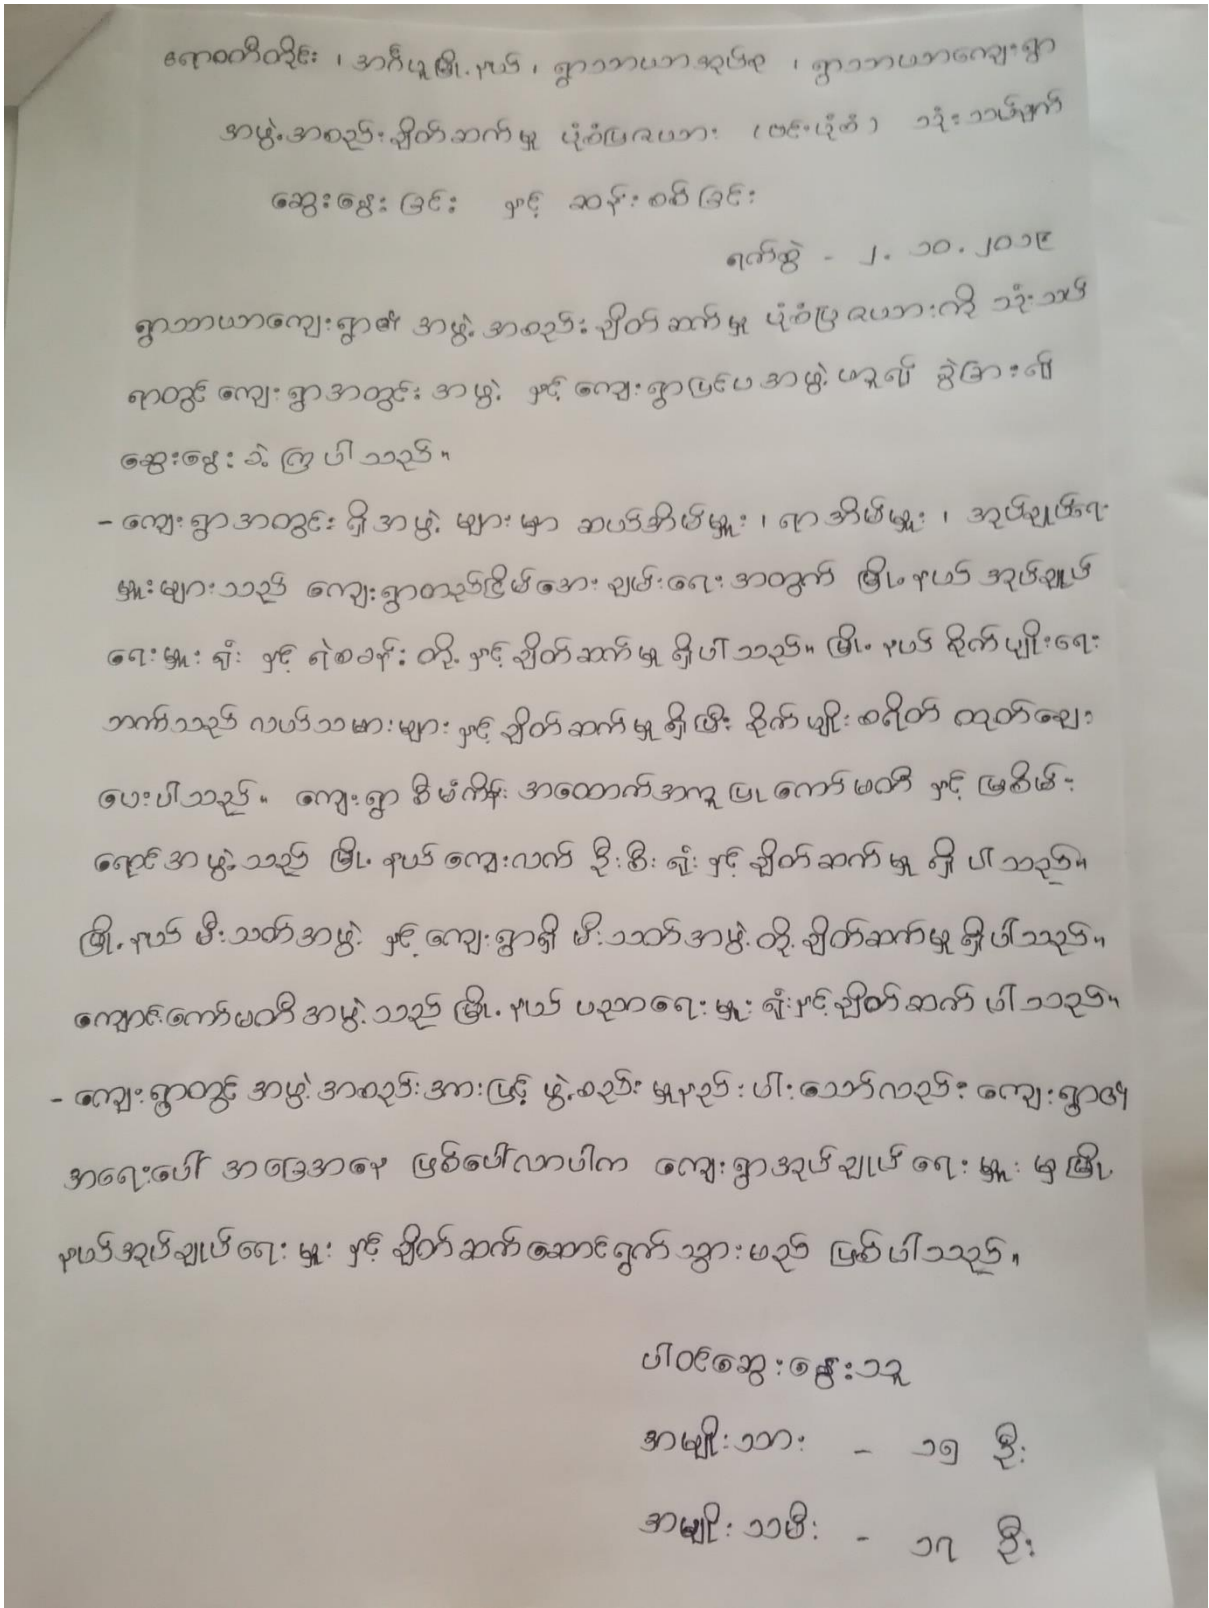 ဧရာဝတီတိုင်း ၊ အင်္ဂပူမြို့နယ် ၊ ရွာသာယာအုပ်စု ၊ ရွာသာယာကျေးရွာ
အဖွဲ့အစည်းချိတ်ဆက်မှု ပုံစံပြဇယား (ဗင်းပုံစံ) သုံးသပ်ချက်
ဆွေးနွေးခြင်း နှင့် ဆန်းစစ်ခြင်း
ရက်စွဲ - ၂.၁၀.၂၀၁၉
ရွာသာယာကျေးရွာ၏ အဖွဲ့အစည်းချိတ်ဆက်မှု ပုံစံပြဇယားကို သုံးသပ်
ရာတွင် ကျေးရွာအတွင်းအဖွဲ့ နှင့် ကျေးရွာပြင်ပအဖွဲ့ဟူ၍ ခွဲခြား၍
ဆွေးနွေးခဲ့ကြပါသည်။
- ကျေးရွာအတွင်းရှိအဖွဲ့များမှာ ဆယ်အိမ်မှူး ၊ ရာအိမ်မှူး ၊ အုပ်ချုပ်ရေး
မှူးများသည် ကျေးရွာတည်ငြိမ်အေးချမ်းရေးအတွက် မြို့နယ်အုပ်ချုပ်
ရေးမှူးရုံး နှင့် ရဲစခန်းတို့နှင့်ချိတ်ဆက်မှုရှိပါသည်။ မြို့နယ်စိုက်ပျိုးရေး
ဘက်သည် လယ်သမားများနှင့် ချိတ်ဆက်မှုရှိပြီး စိုက်ပျိုးစရိတ် ထုတ်ချေး
ပေးပါသည်။ ကျေးရွာစီမံကိန်း အထောက်အကူပြုကော်မတီ နှင့် မြစိမ်း
ရောင်အဖွဲ့သည် မြို့နယ်ကျေးလက်ဦးစီးရုံးနှင့် ချိတ်ဆက်မှု ရှိပါသည်။
မြို့နယ်မီးသတ်အဖွဲ့ နှင့် ကျေးရွာရှိ မီးသတ်အဖွဲ့တို့ ချိတ်ဆက်မှုရှိပါသည်။
ကျောင်းကော်မတီအဖွဲ့သည် မြို့နယ် ပညာရေးမှူးရုံးနှင့်ချိတ်ဆက်ပါသည်။
- ကျေးရွာတွင် အဖွဲ့အစည်းအားဖြင့် ဖွဲ့စည်းမှုနည်းပါးသော်လည်း ကျေးရွာ၏
အရေးပေါ် အခြေအနေ ဖြစ်ပေါ်လာပါက ကျေးရွာအုပ်ချုပ်ရေးမှူးမှ မြို့
နယ်အုပ်ချုပ်ရေးမှူး နှင့် ချိတ်ဆက်ဆောင်ရွက်သွားမည် ဖြစ်ပါသည်။
ပါဝင်ဆွေးနွေးသူ
အမျိုးသား - ၁၅ ဦး
အမျိုးသမီး - ၁၇ ဦး